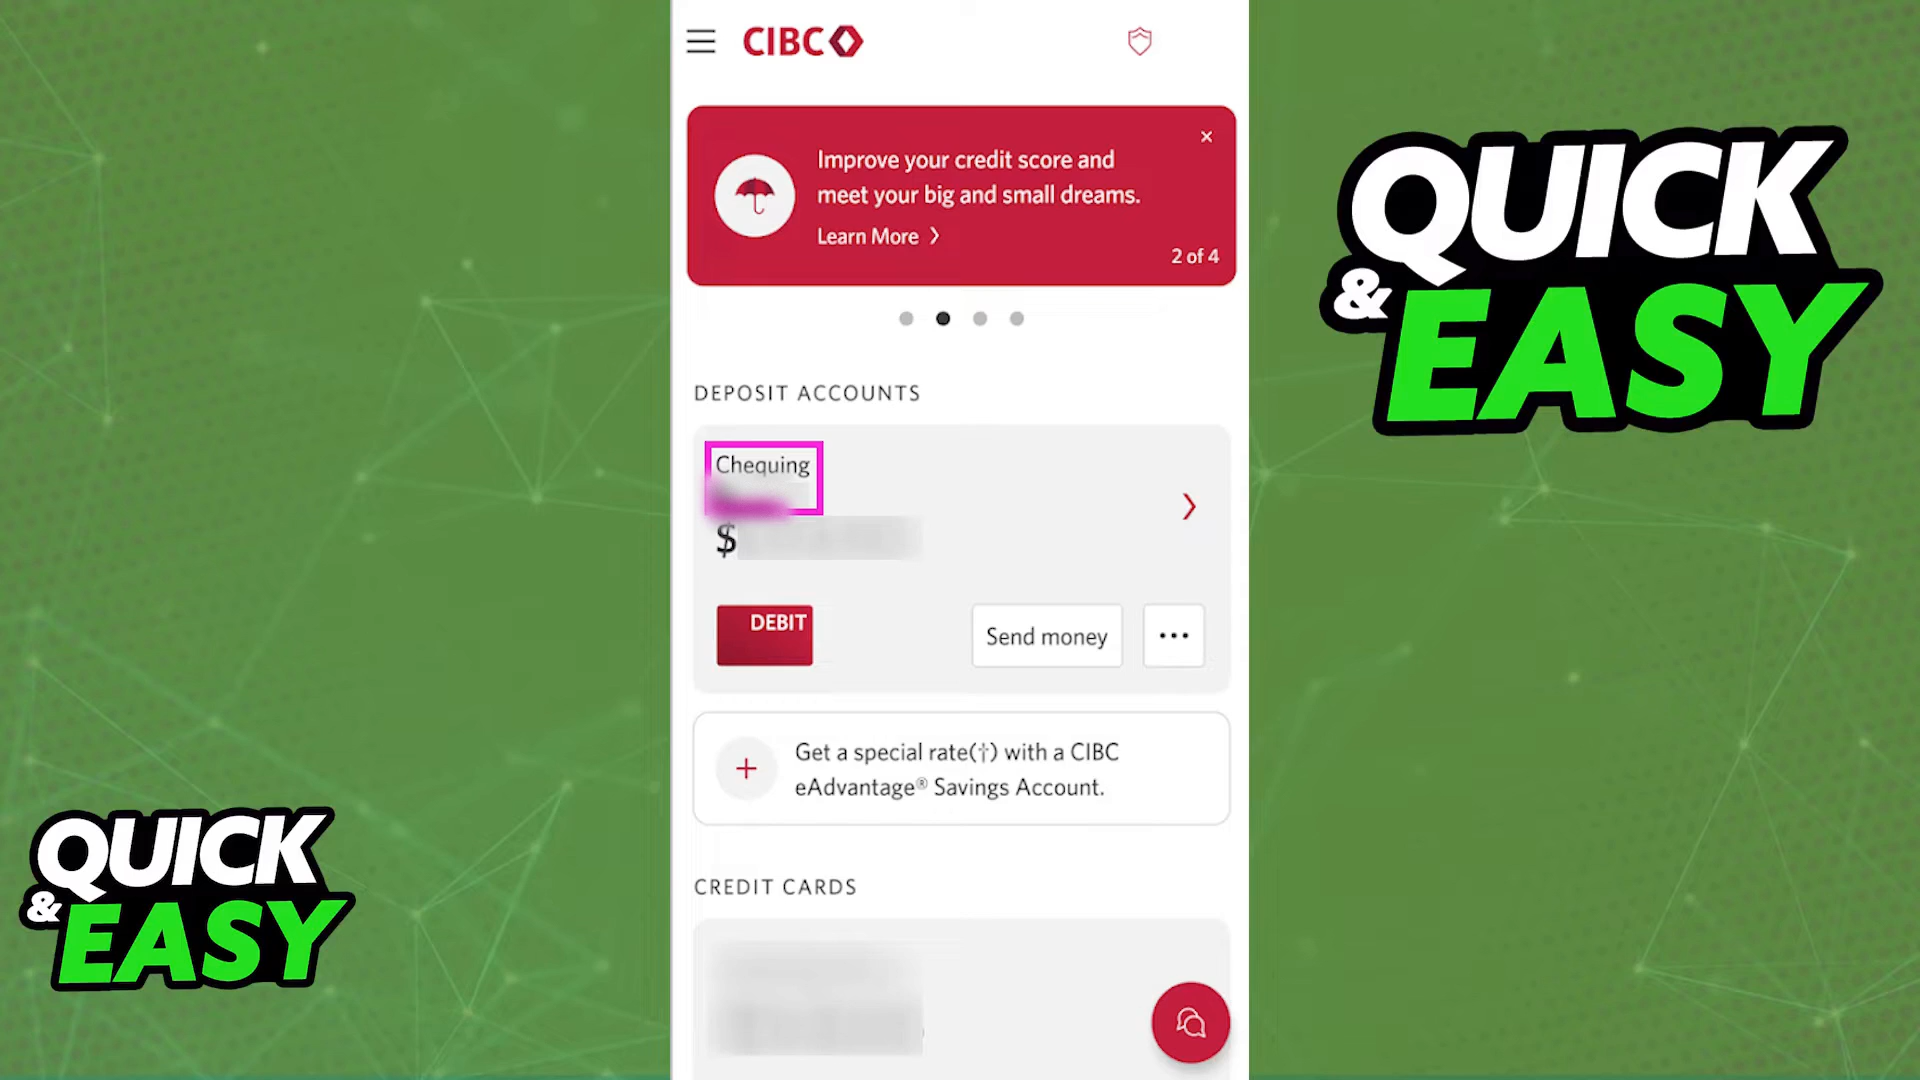 CIBC
Improve your credit score and
meet your big and small dreams.
Learn More
2 of 4
DEPOSIT ACCOUNTS
Chequing
$
DEBIT
Send money
Get a special rate(†) with a CIBC
eAdvantage® Savings Account.
CREDIT CARDS
QUICK
& EASY
QUICK
& EASY